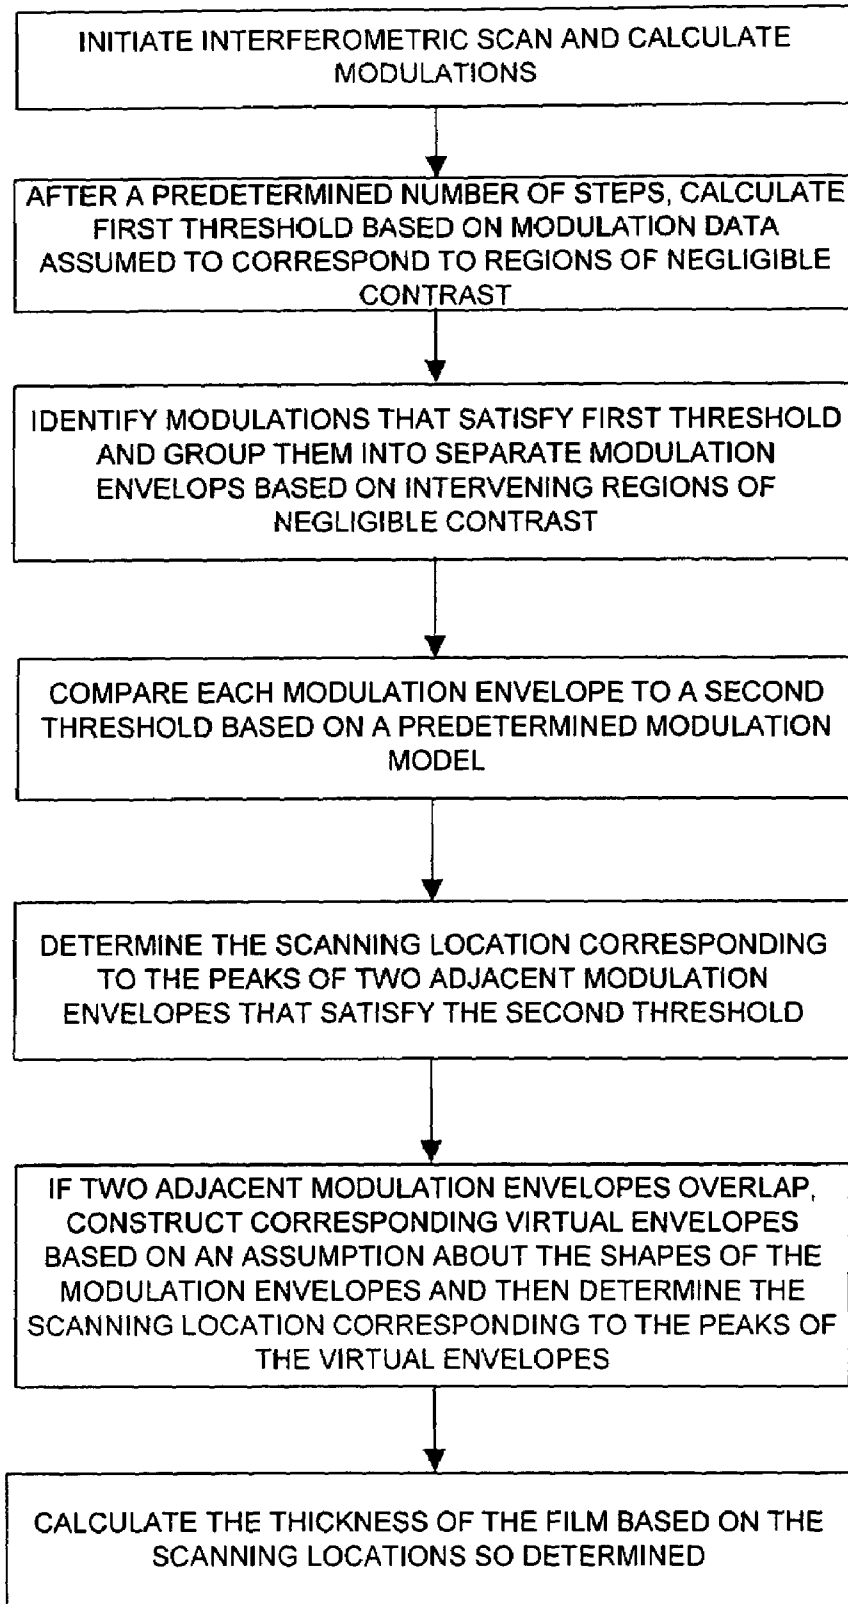 INITIATE INTERFEROMETRIC SCAN AND CALCULATE
MODULATIONS
AFTER A PREDETERMINED NUMBER OF STEPS, CALCULATE
FIRST THRESHOLD BASED ON MODULATION DATA
ASSUMED TO CORRESPOND TO REGIONS OF NEGLIGIBLE
CONTRAST
IDENTIFY MODULATIONS THAT SATISFY FIRST THRESHOLD
AND GROUP THEM INTO SEPARATE MODULATION
ENVELOPS BASED ON INTERVENING REGIONS OF
NEGLIGIBLE CONTRAST
COMPARE EACH MODULATION ENVELOPE TO A SECOND
THRESHOLD BASED ON A PREDETERMINED MODULATION
MODEL
DETERMINE THE SCANNING LOCATION CORRESPONDING
TO THE PEAKS OF TWO ADJACENT MODULATION
ENVELOPES THAT SATISFY THE SECOND THRESHOLD
IF TWO ADJACENT MODULATION ENVELOPES OVERLAP,
CONSTRUCT CORRESPONDING VIRTUAL ENVELOPES
BASED ON AN ASSUMPTION ABOUT THE SHAPES OF THE
MODULATION ENVELOPES AND THEN DETERMINE THE
SCANNING LOCATION CORRESPONDING TO THE PEAKS OF
THE VIRTUAL ENVELOPES
CALCULATE THE THICKNESS OF THE FILM BASED ON THE
SCANNING LOCATIONS SO DETERMINED